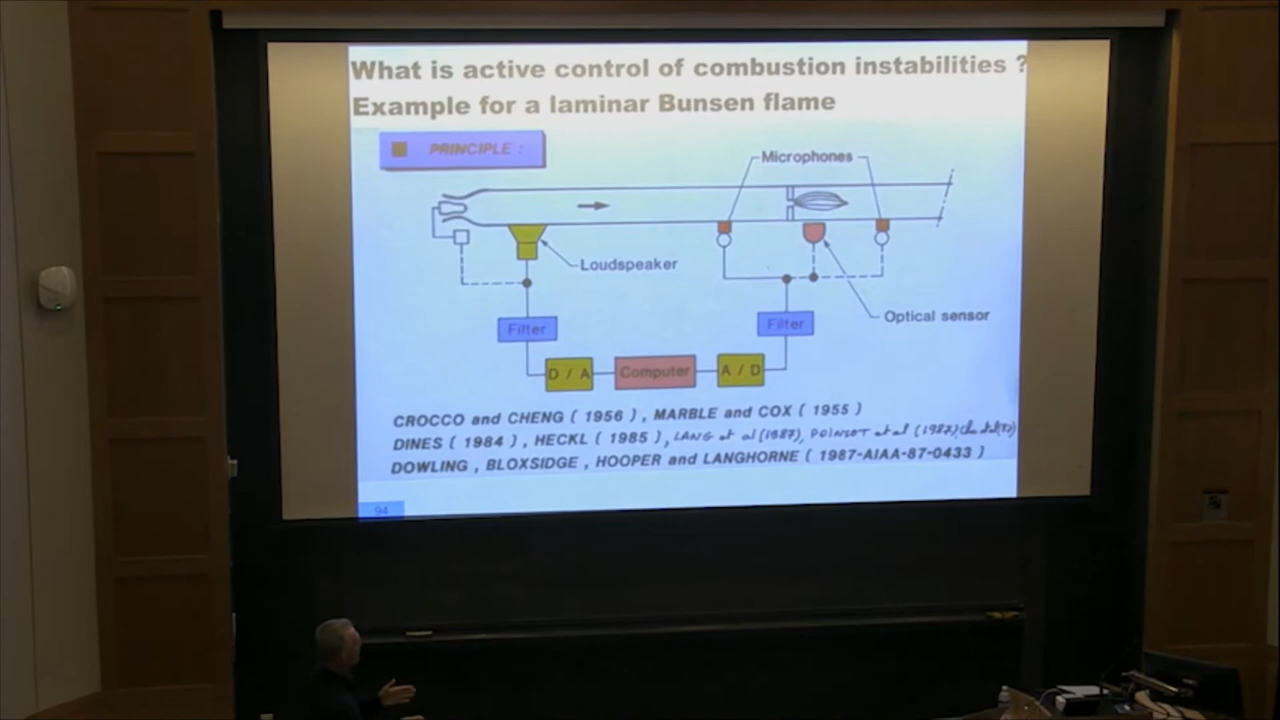 What is active control of combustion instabilities ?
Example for a laminar Bunsen flame
PRINCIPLE :
Microphones
Loudspeaker
Optical sensor
Filter
Filter
D / A
Computer
A / D
CROCCO and CHENG ( 1956 ) , MARBLE and COX ( 1955 )
DINES ( 1984 ) , HECKL ( 1985 ) , LANG et al (1987), POINSOT et al (1987),
DOWLING , BLOXSIDGE , HOOPER and LANGHORNE ( 1987-AIAA-87-0433 )
94